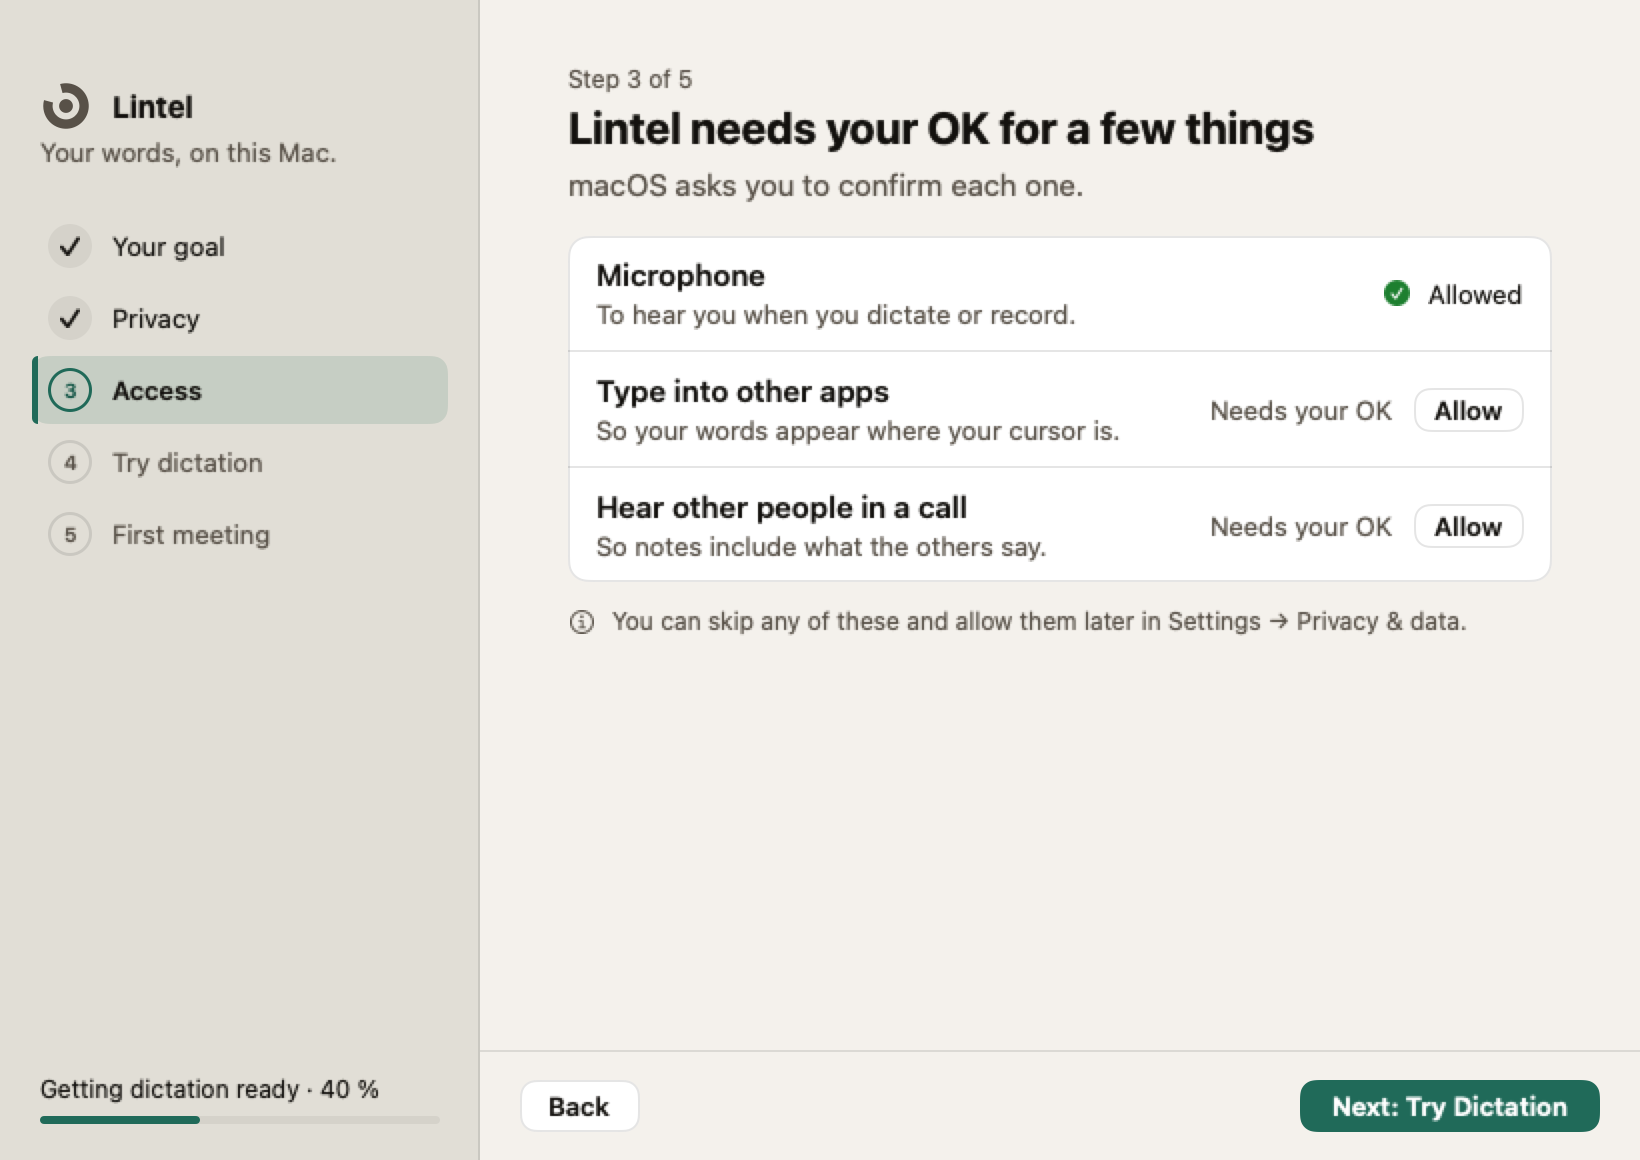 Lintel
Your words, on this Mac.
Your goal
Privacy
3 Access
4 Try dictation
5 First meeting
Getting dictation ready · 40 %
Step 3 of 5
Lintel needs your OK for a few things
macOS asks you to confirm each one.
Microphone
To hear you when you dictate or record.
Allowed
Type into other apps
So your words appear where your cursor is.
Needs your OK
Allow
Hear other people in a call
So notes include what the others say.
Needs your OK
Allow
You can skip any of these and allow them later in Settings → Privacy & data.
Back
Next: Try Dictation